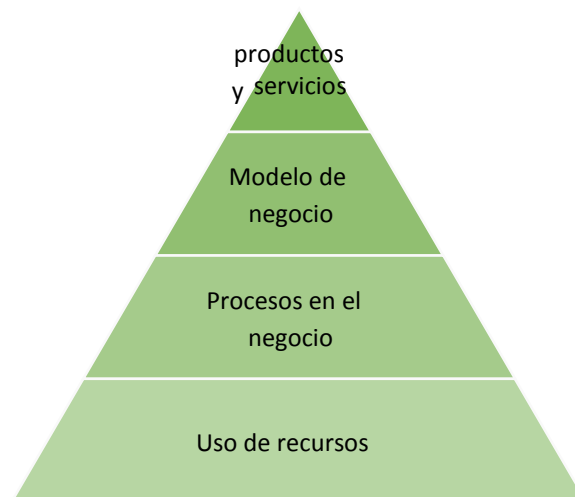 productos
y servicios
Modelo de
negocio
Procesos en el
negocio
Uso de recursos